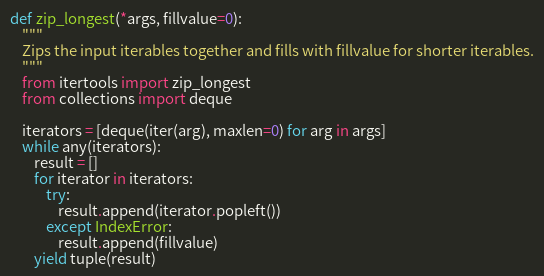 def zip_longest(*args, fillvalue=0):
    """
    Zips the input iterables together and fills with fillvalue for shorter iterables.
    """
    from itertools import zip_longest
    from collections import deque

    iterators = [deque(iter(arg), maxlen=0) for arg in args]
    while any(iterators):
        result = []
        for iterator in iterators:
            try:
                result.append(iterator.popleft())
            except IndexError:
                result.append(fillvalue)
        yield tuple(result)